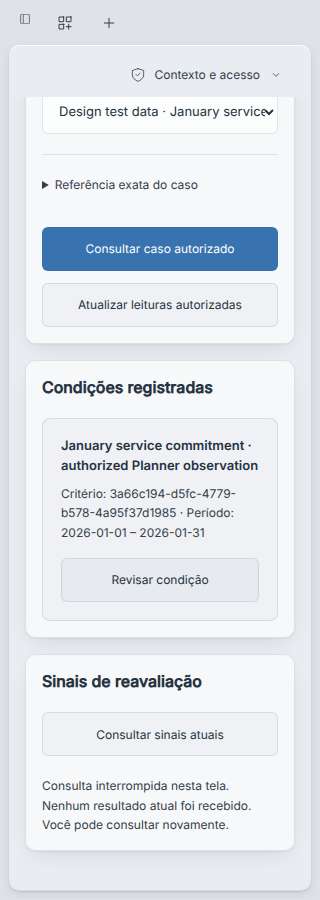 Contexto e acesso
Design test data · January service
Referência exata do caso
Consultar caso autorizado
Atualizar leituras autorizadas
Condições registradas
January service commitment ·
authorized Planner observation
Critério: 3a66c194-d5fc-4779-
b578-4a95f37d1985 · Período:
2026-01-01 – 2026-01-31
Revisar condição
Sinais de reavaliação
Consultar sinais atuais
Consulta interrompida nesta tela.
Nenhum resultado atual foi recebido.
Você pode consultar novamente.